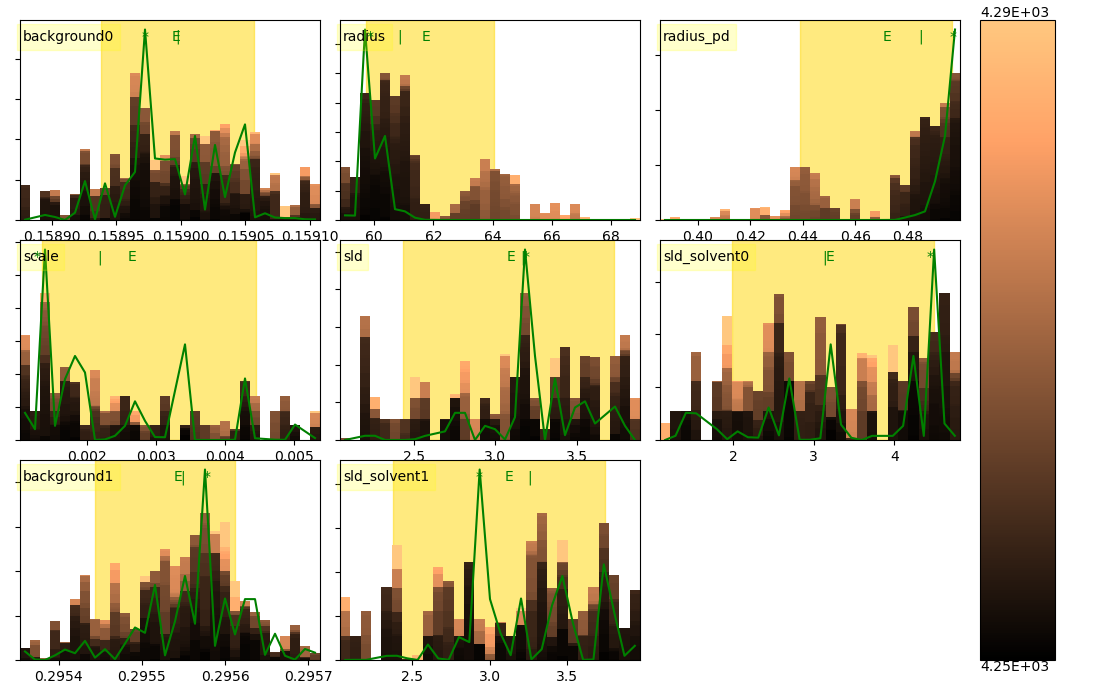 4.29E+03
background0 * E |
radius * | E
radius_pd E | *
0.15890 0.15895 0.15900 0.15905 0.15910
60 62 64 66 68
0.40 0.42 0.44 0.46 0.48
scale * | E
sld E *
sld_solvent0 | E *
0.002 0.003 0.004 0.005
2.5 3.0 3.5
2 3 4
background1 E | *
sld_solvent1 * E |
0.2954 0.2955 0.2956 0.2957
2.5 3.0 3.5
4.25E+03